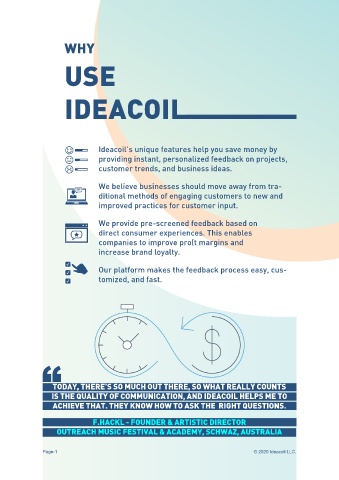 WHY
USE
IDEACOIL
Ideacoil's unique features help you save money by
providing instant, personalized feedback on projects,
customer trends, and business ideas.
We believe businesses should move away from tra-
ditional methods of engaging customers to new and
improved practices for customer input.
We provide pre-screened feedback based on
direct consumer experiences. This enables
companies to improve profit margins and
increase brand loyalty.
Our platform makes the feedback process easy, cus-
tomized, and fast.
$
“
TODAY, THERE'S SO MUCH OUT THERE, SO WHAT REALLY COUNTS
IS THE QUALITY OF COMMUNICATION, AND IDEACOIL HELPS ME TO
ACHIEVE THAT. THEY KNOW HOW TO ASK THE RIGHT QUESTIONS.
F.HACKL - FOUNDER & ARTISTIC DIRECTOR
OUTREACH MUSIC FESTIVAL & ACADEMY, SCHWAZ, AUSTRALIA
Page-1
© 2020 Ideacoil LLC.